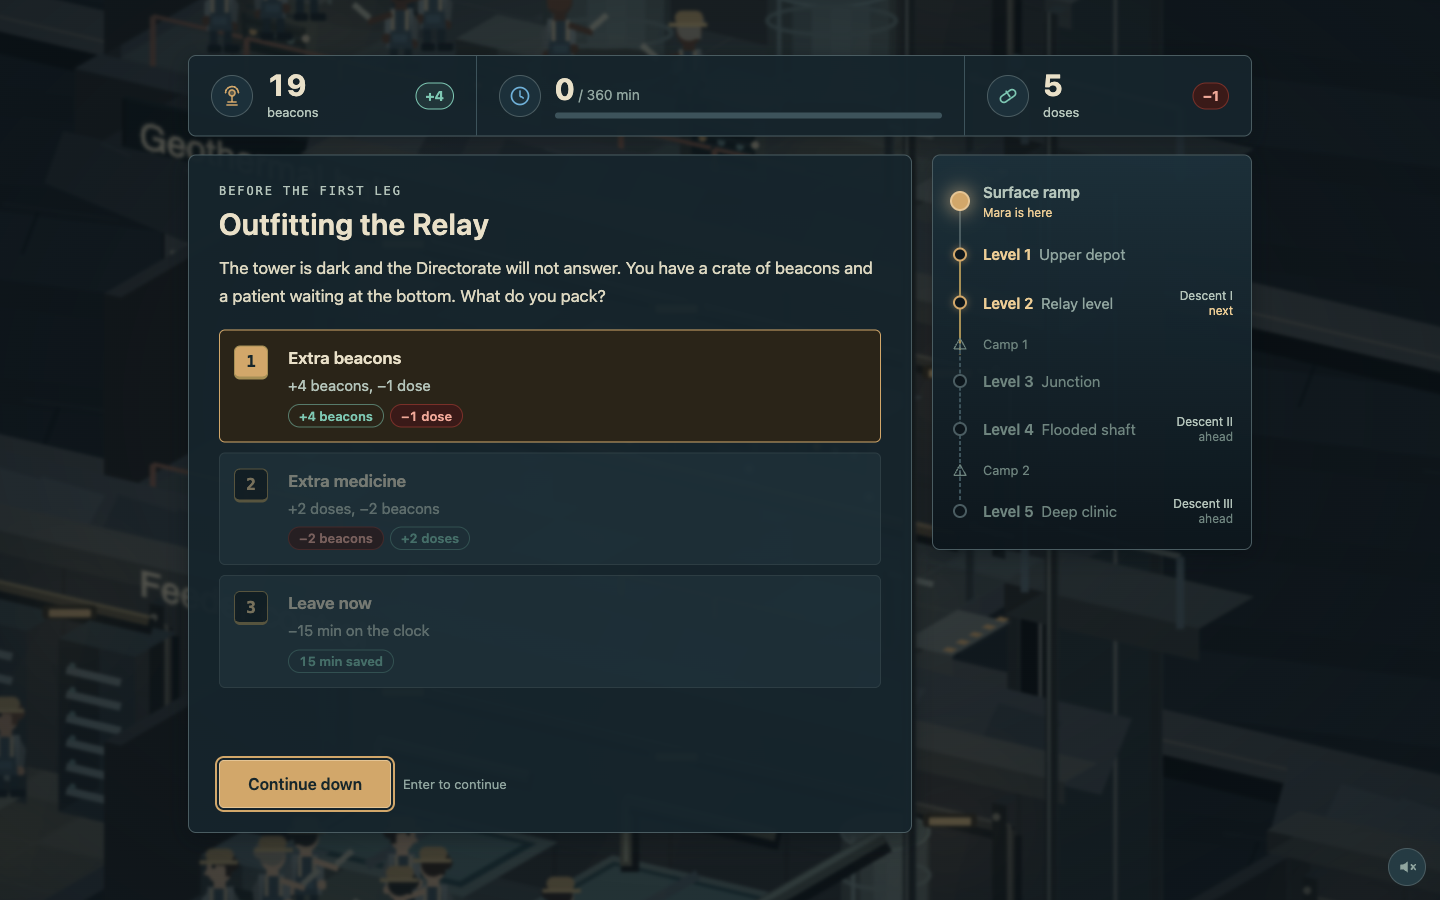 19
beacons
+4
0 / 360 min
5
doses
−1
BEFORE THE FIRST LEG
Outfitting the Relay
The tower is dark and the Directorate will not answer. You have a crate of beacons and
a patient waiting at the bottom. What do you pack?
1
Extra beacons
+4 beacons, −1 dose
+4 beacons
−1 dose
2
Extra medicine
+2 doses, −2 beacons
−2 beacons
+2 doses
3
Leave now
−15 min on the clock
15 min saved
Continue down
Enter to continue
Surface ramp
Mara is here
Level 1 Upper depot
Level 2 Relay level
Descent I
next
Camp 1
Level 3 Junction
Level 4 Flooded shaft
Descent II
ahead
Camp 2
Level 5 Deep clinic
Descent III
ahead